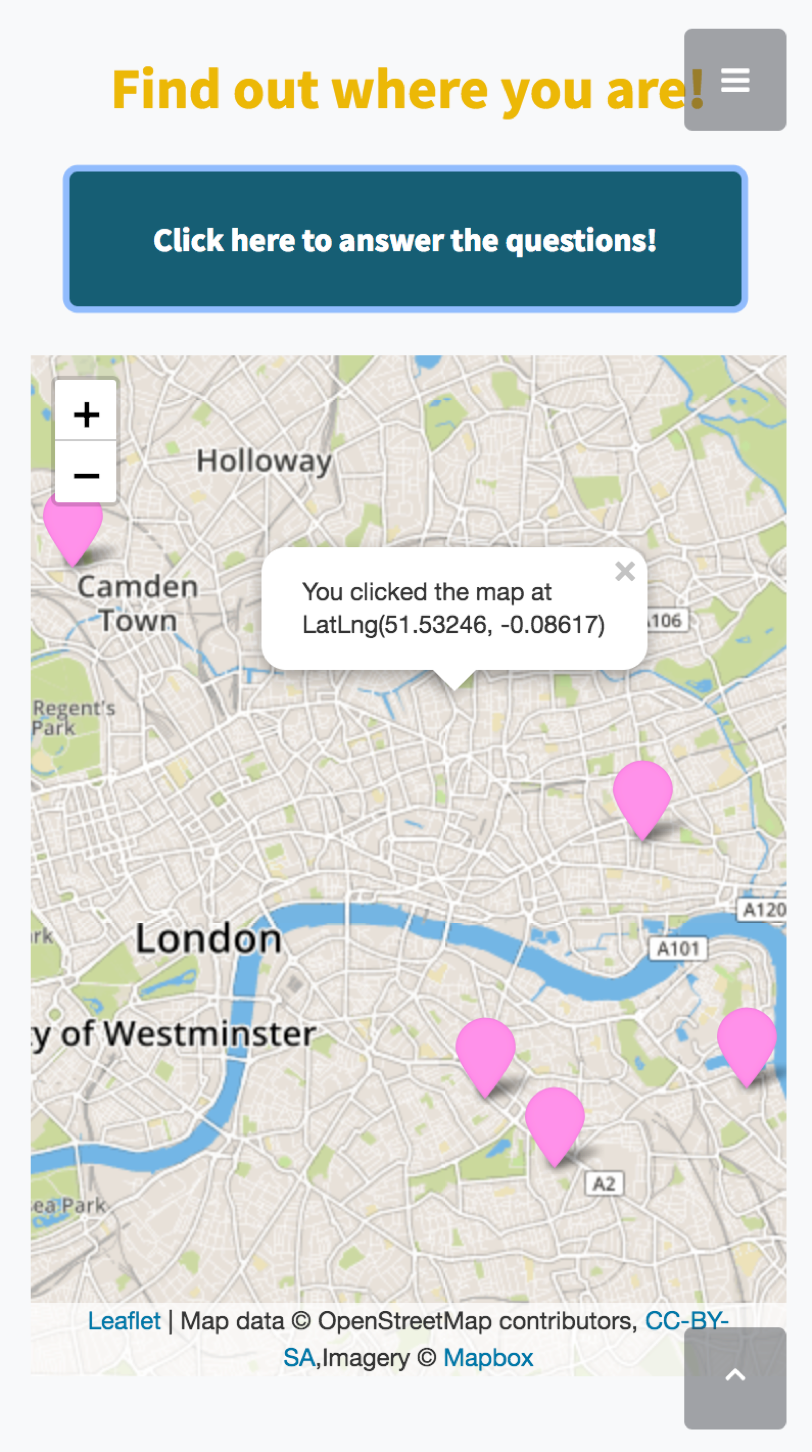 Find out where you are!
Click here to answer the questions!
+
−
Holloway
×
You clicked the map at
LatLng(51.53246, -0.08617)
Camden
Town
106
Regent's
Park
A120
rk
London
A101
y of Westminster
A2
ea Park
Leaflet | Map data © OpenStreetMap contributors, CC-BY-
SA,Imagery © Mapbox